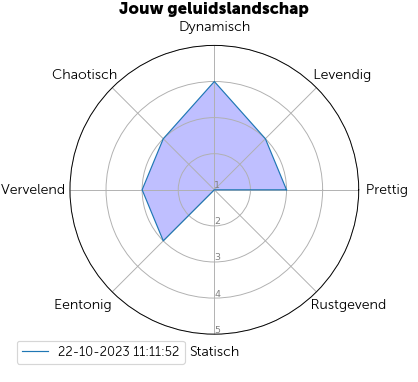 Jouw geluidslandschap
Dynamisch
Chaotisch
Levendig
Vervelend
Prettig
1
2
3
4
5
Eentonig
Rustgevend
Statisch
22-10-2023 11:11:52